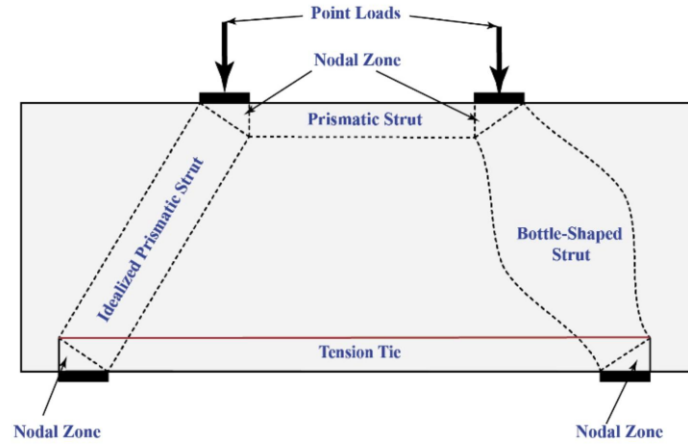 Point Loads
Nodal Zone
Prismatic Strut
Idealized Prismatic Strut
Bottle-Shaped
Strut
Tension Tie
Nodal Zone
Nodal Zone